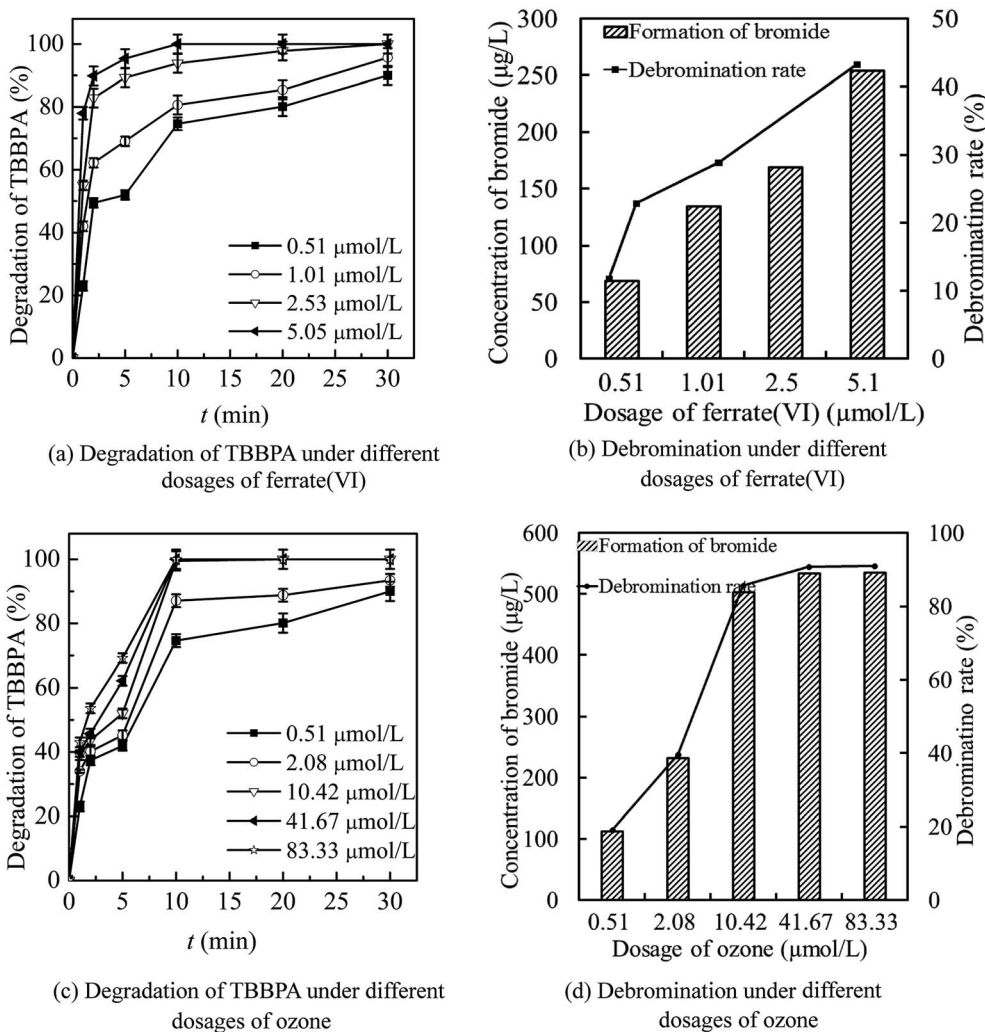 Degradation of TBBPA (%)
100
80
60
40
20
0
0.51 μmol/L
1.01 μmol/L
2.53 μmol/L
5.05 μmol/L
0 5 10 15 20 25 30
t (min)
(a) Degradation of TBBPA under different
dosages of ferrate(VI)
Concentration of bromide (μg/L)
300
250
200
150
100
50
0
Formation of bromide
Debromination rate
50
40
30
20
10
0
Debrominatino rate (%)
0.51 1.01 2.5 5.1
Dosage of ferrate(VI) (μmol/L)
(b) Debromination under different
dosages of ferrate(VI)
Degradation of TBBPA (%)
100
80
60
40
20
0
0.51 μmol/L
2.08 μmol/L
10.42 μmol/L
41.67 μmol/L
83.33 μmol/L
0 5 10 15 20 25 30
t (min)
(c) Degradation of TBBPA under different
dosages of ozone
Concentration of bromide (μg/L)
600
500
400
300
200
100
0
Formation of bromide
Debromination rate
100
80
60
40
20
0
Debrominatino rate (%)
0.51 2.08 10.42 41.67 83.33
Dosage of ozone (μmol/L)
(d) Debromination under different
dosages of ozone